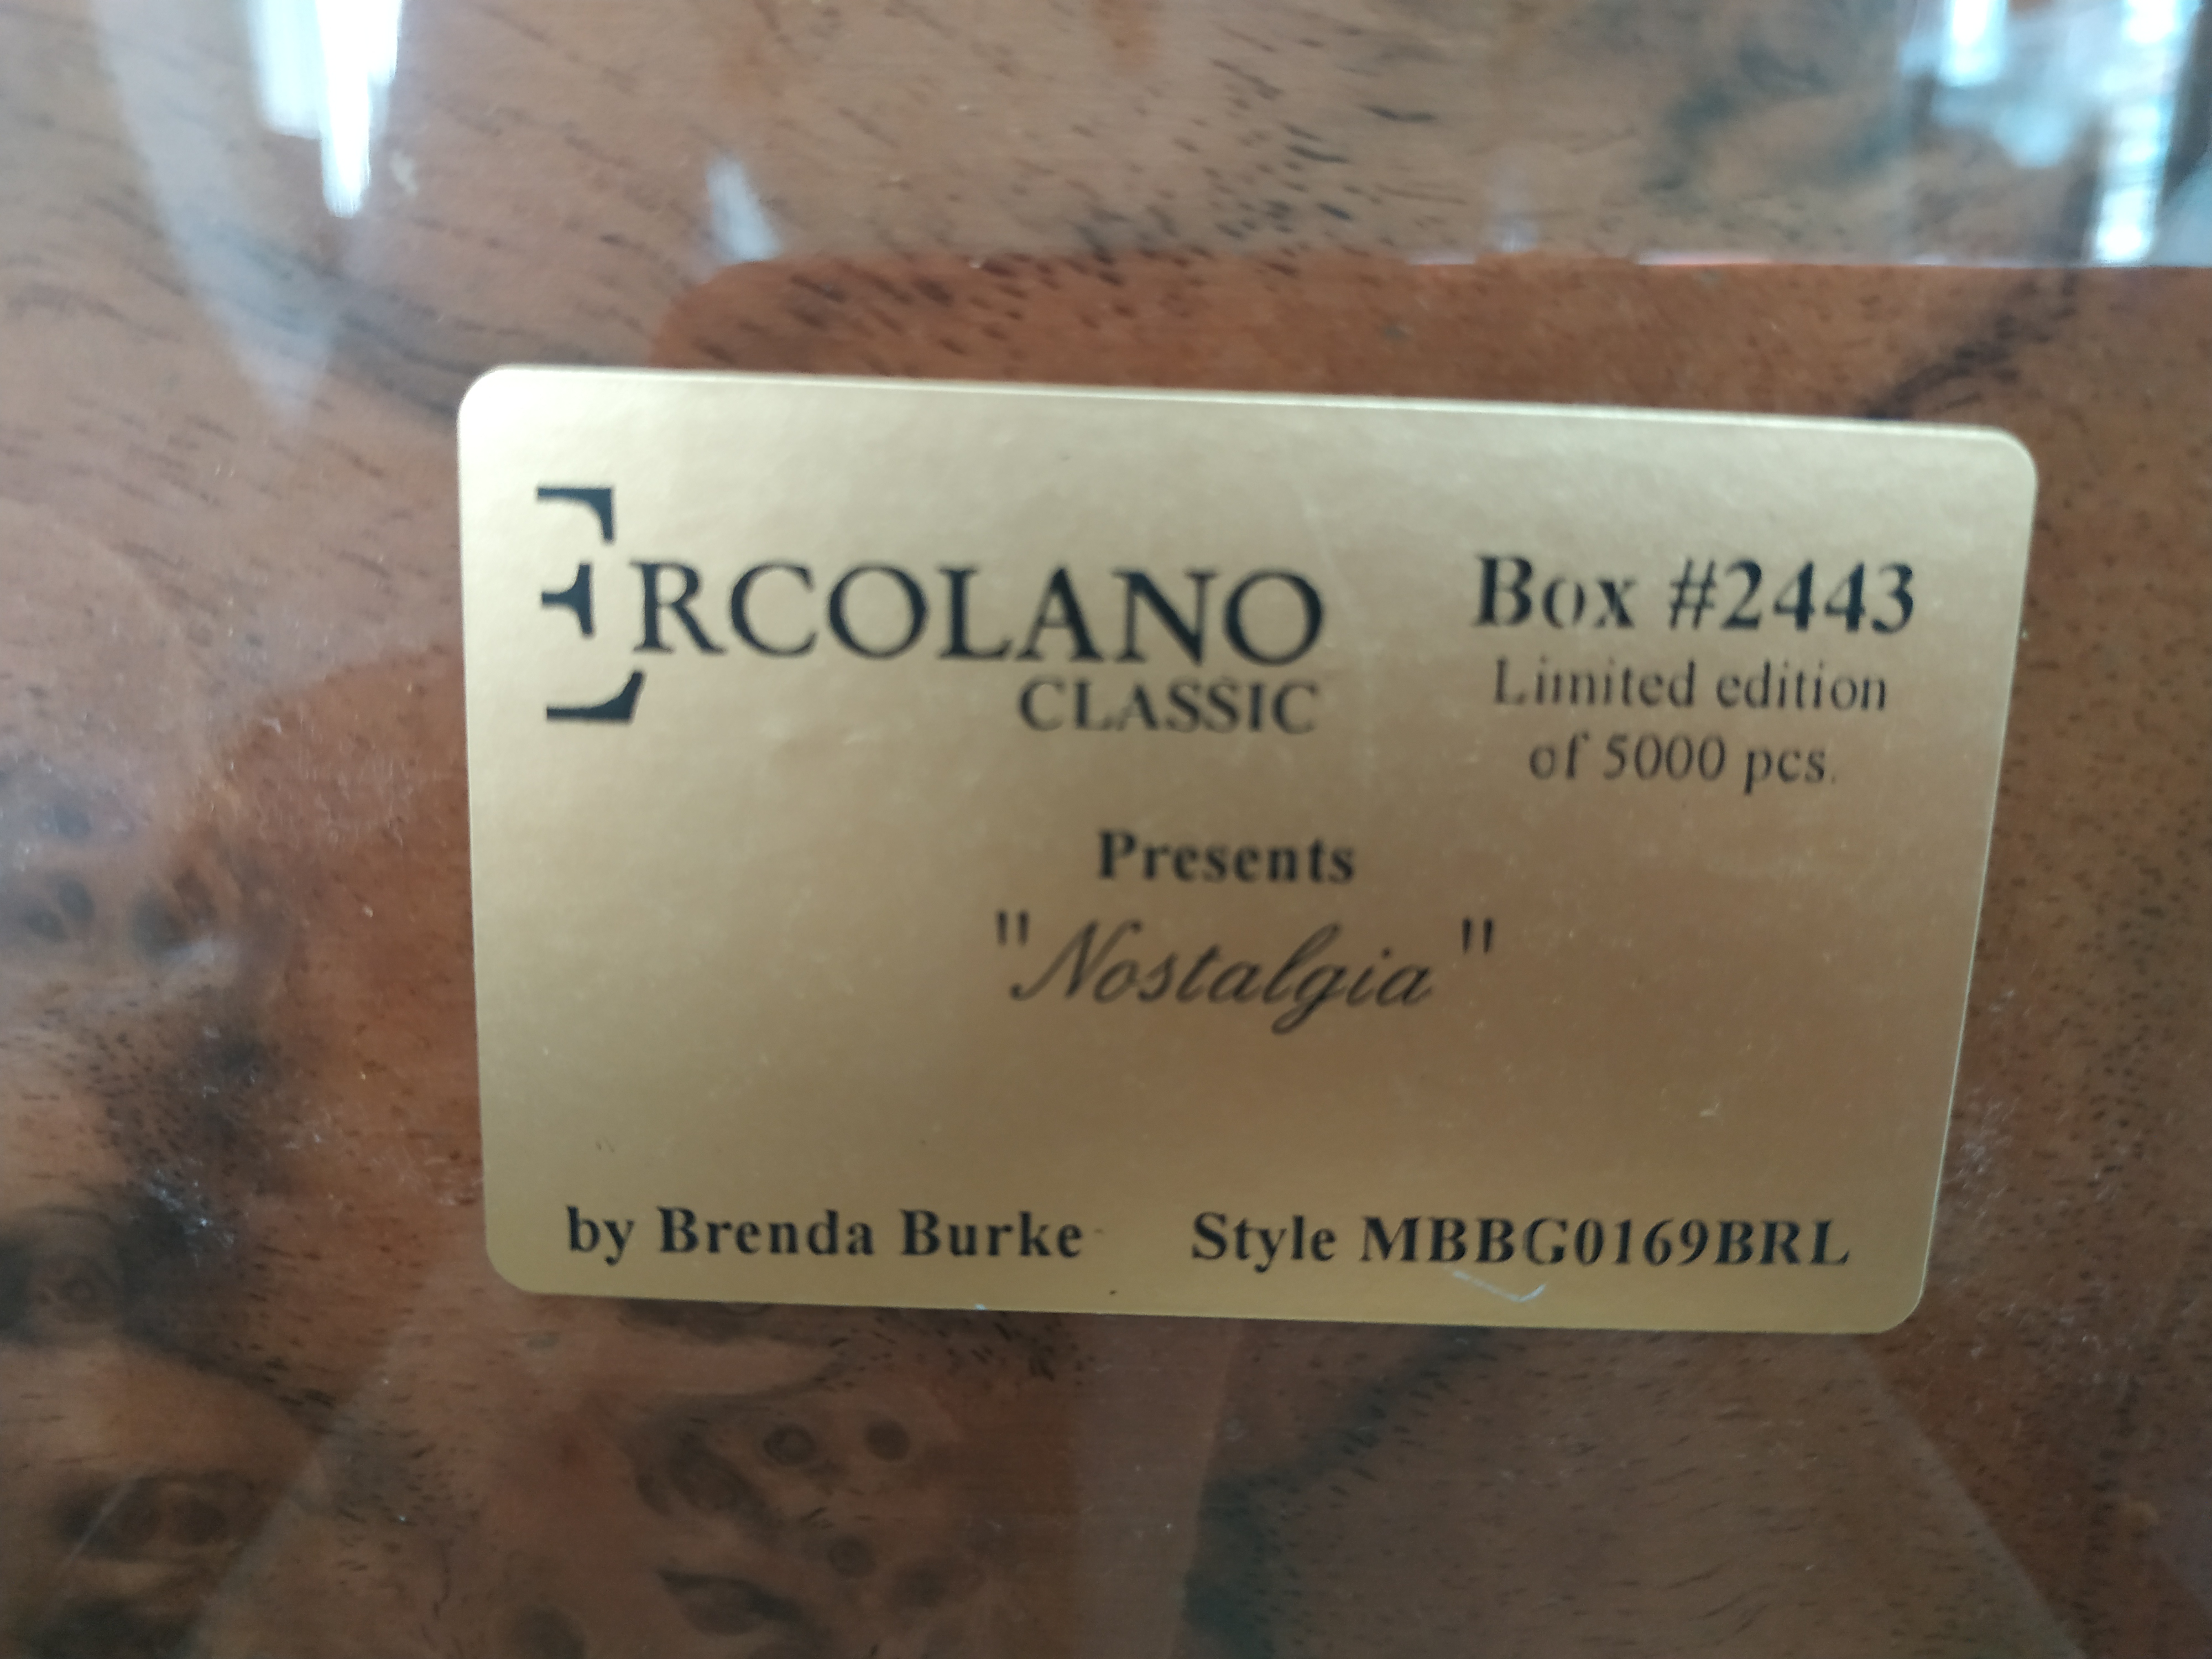 ERCOLANO
CLASSIC
Box #2443
Limited edition
of 5000 pcs.
Presents
"Nostalgia"
by Brenda Burke Style MBBG0169BRL